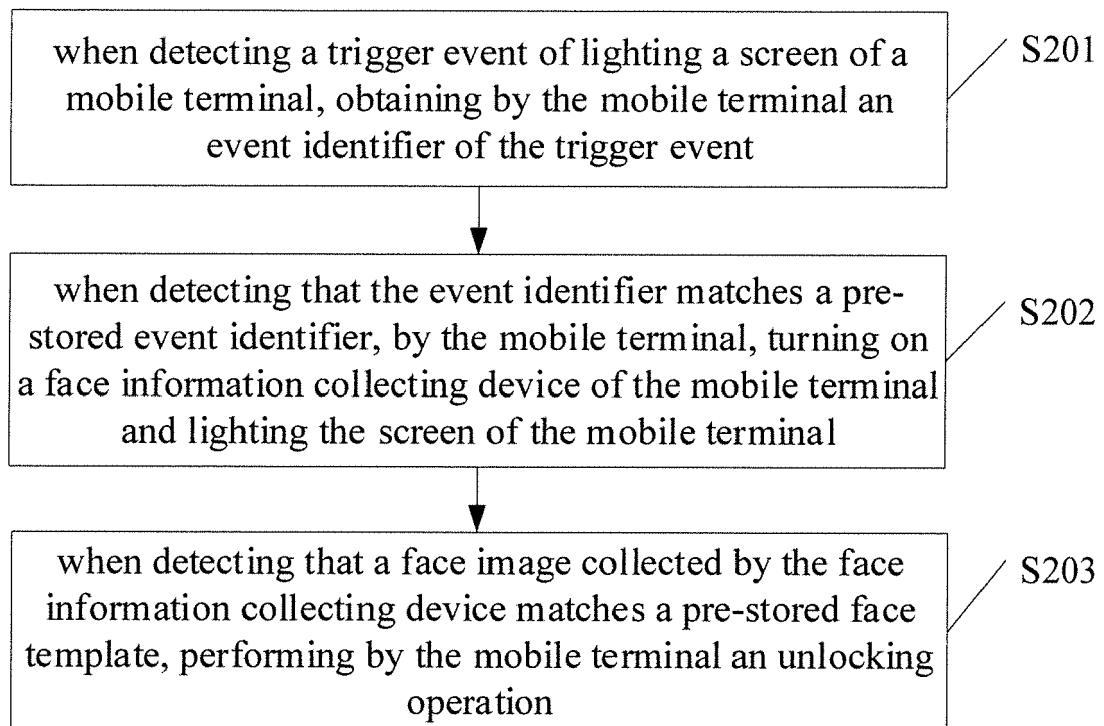 when detecting a trigger event of lighting a screen of a
mobile terminal, obtaining by the mobile terminal an
event identifier of the trigger event
S201
when detecting that the event identifier matches a pre-
stored event identifier, by the mobile terminal, turning on
a face information collecting device of the mobile terminal
and lighting the screen of the mobile terminal
S202
when detecting that a face image collected by the face
information collecting device matches a pre-stored face
template, performing by the mobile terminal an unlocking
operation
S203